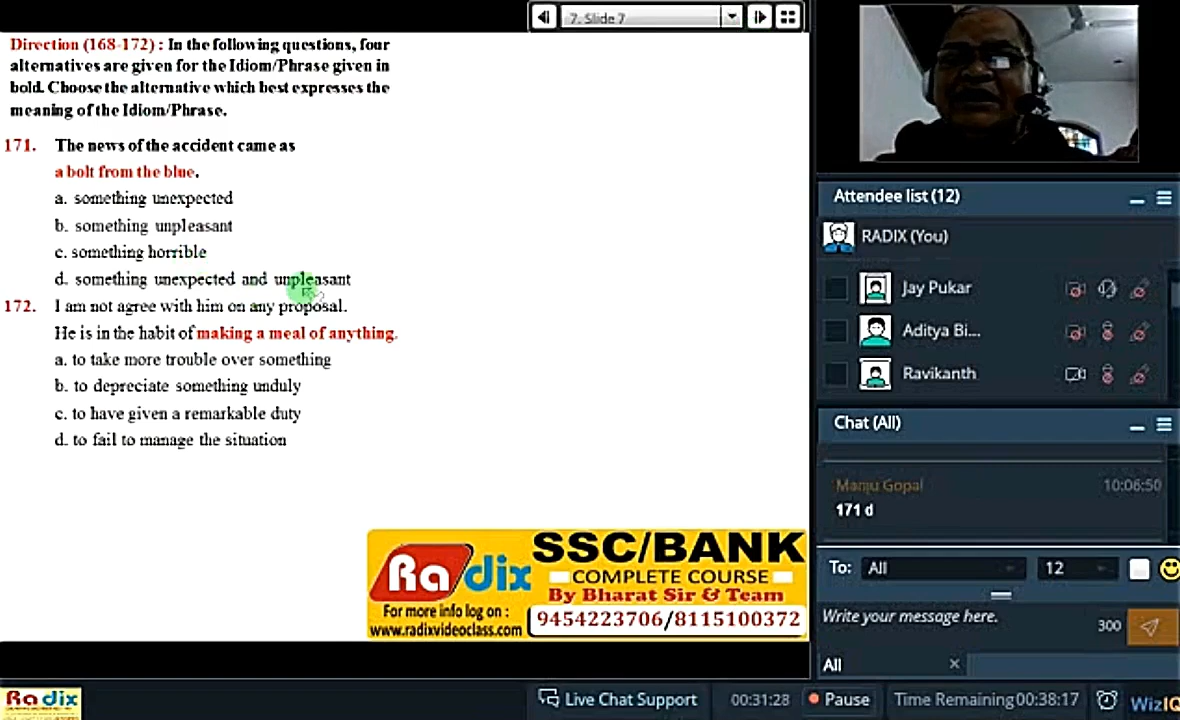 7. Slide 7
Direction (168-172) : In the following questions, four
alternatives are given for the Idiom/Phrase given in
bold. Choose the alternative which best expresses the
meaning of the Idiom/Phrase.
171. The news of the accident came as
a bolt from the blue.
a. something unexpected
b. something unpleasant
c. something horrible
d. something unexpected and unpleasant
172. I am not agree with him on any proposal.
He is in the habit of making a meal of anything.
a. to take more trouble over something
b. to depreciate something unduly
c. to have given a remarkable duty
d. to fail to manage the situation
Radix
For more info log on :
www.radixvideoclass.com
SSC/BANK
COMPLETE COURSE
By Bharat Sir & Team
9454223706/8115100372
Attendee list (12)
RADIX (You)
Jay Pukar
Aditya Bi...
Ravikanth
Chat (All)
Manju Gopal 10:06:50
171 d
To: All 12
Write your message here.
300
All
Radix
Live Chat Support 00:31:28 Pause Time Remaining 00:38:17 WizIQ